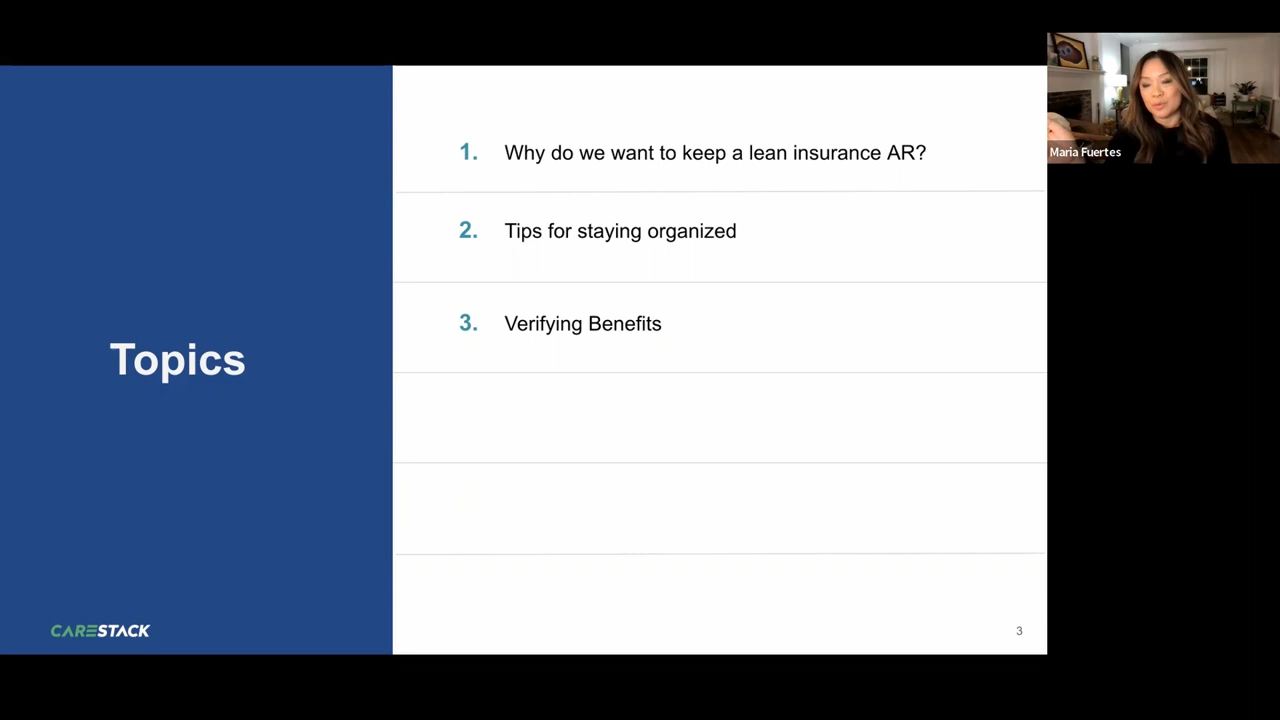 1. Why do we want to keep a lean insurance AR?
2. Tips for staying organized
3. Verifying Benefits
Topics
CARESTACK
3
Maria Fuertes